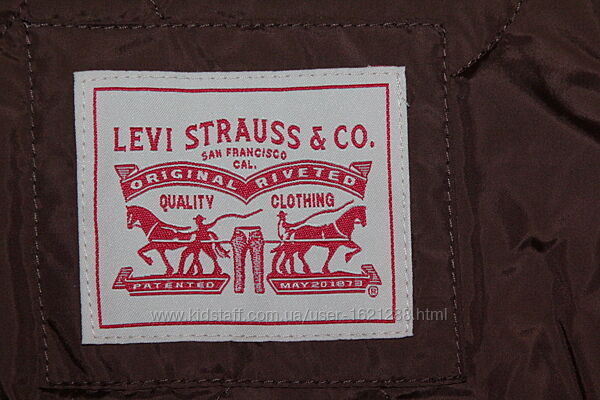 LEVI STRAUSS & CO.
SAN FRANCISCO
CAL.
ORIGINAL RIVETED
QUALITY CLOTHING
PATENTED MAY 20 1873 ®
www.kidstaff.com.ua/user-1621238.html